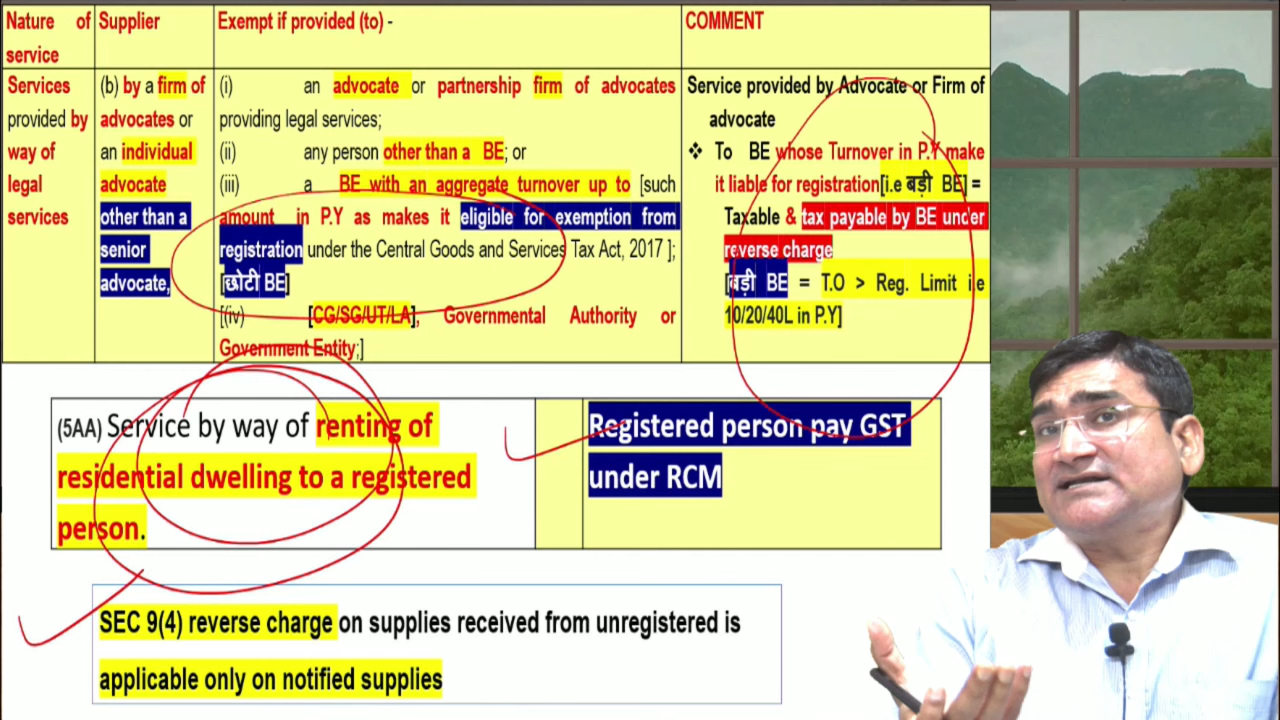 Nature of service
Supplier
Exempt if provided (to) -
COMMENT
Services
provided by
way of
legal
services
(b) by a firm of
advocates or
an individual
advocate
other than a
senior
advocate,
(i) an advocate or partnership firm of advocates
providing legal services;
(ii) any person other than a BE; or
(iii) a BE with an aggregate turnover up to [such
amount in P.Y as makes it eligible for exemption from
registration under the Central Goods and Services Tax Act, 2017 ];
[छोटी BE]
[(iv) [CG/SG/UT/LA], Governmental Authority or
Government Entity;]
Service provided by Advocate or Firm of
advocate
❖ To BE whose Turnover in P.Y make
it liable for registration[i.e बड़ी BE] =
Taxable & tax payable by BE under
reverse charge
[बड़ी BE = T.O > Reg. Limit i.e
10/20/40L in P.Y]
(5AA) Service by way of renting of
residential dwelling to a registered
person.
Registered person pay GST
under RCM
SEC 9(4) reverse charge on supplies received from unregistered is
applicable only on notified supplies